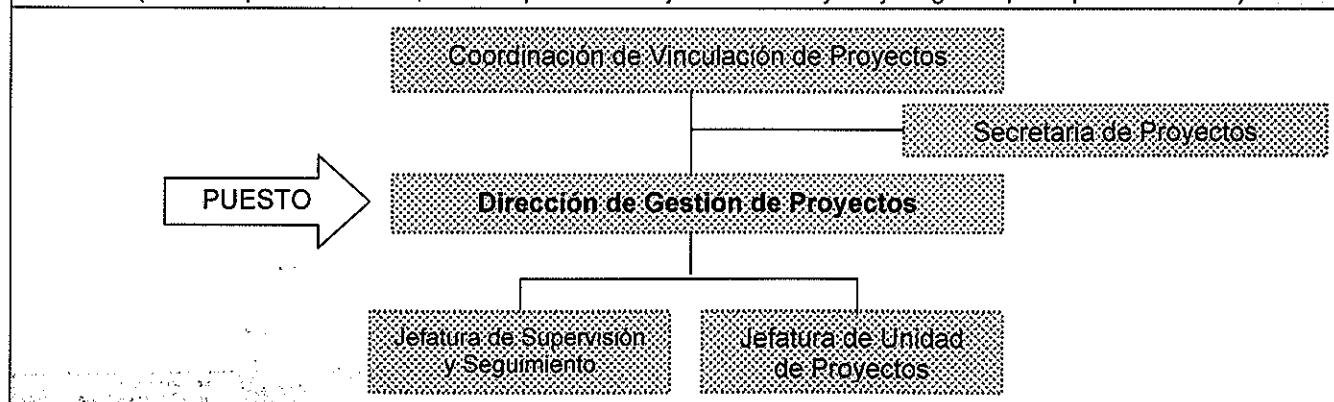 Coordinación de Vinculación de Proyectos
Secretaria de Proyectos
PUESTO
Dirección de Gestión de Proyectos
Jefatura de Supervisión
y Seguimiento
Jefatura de Unidad
de Proyectos